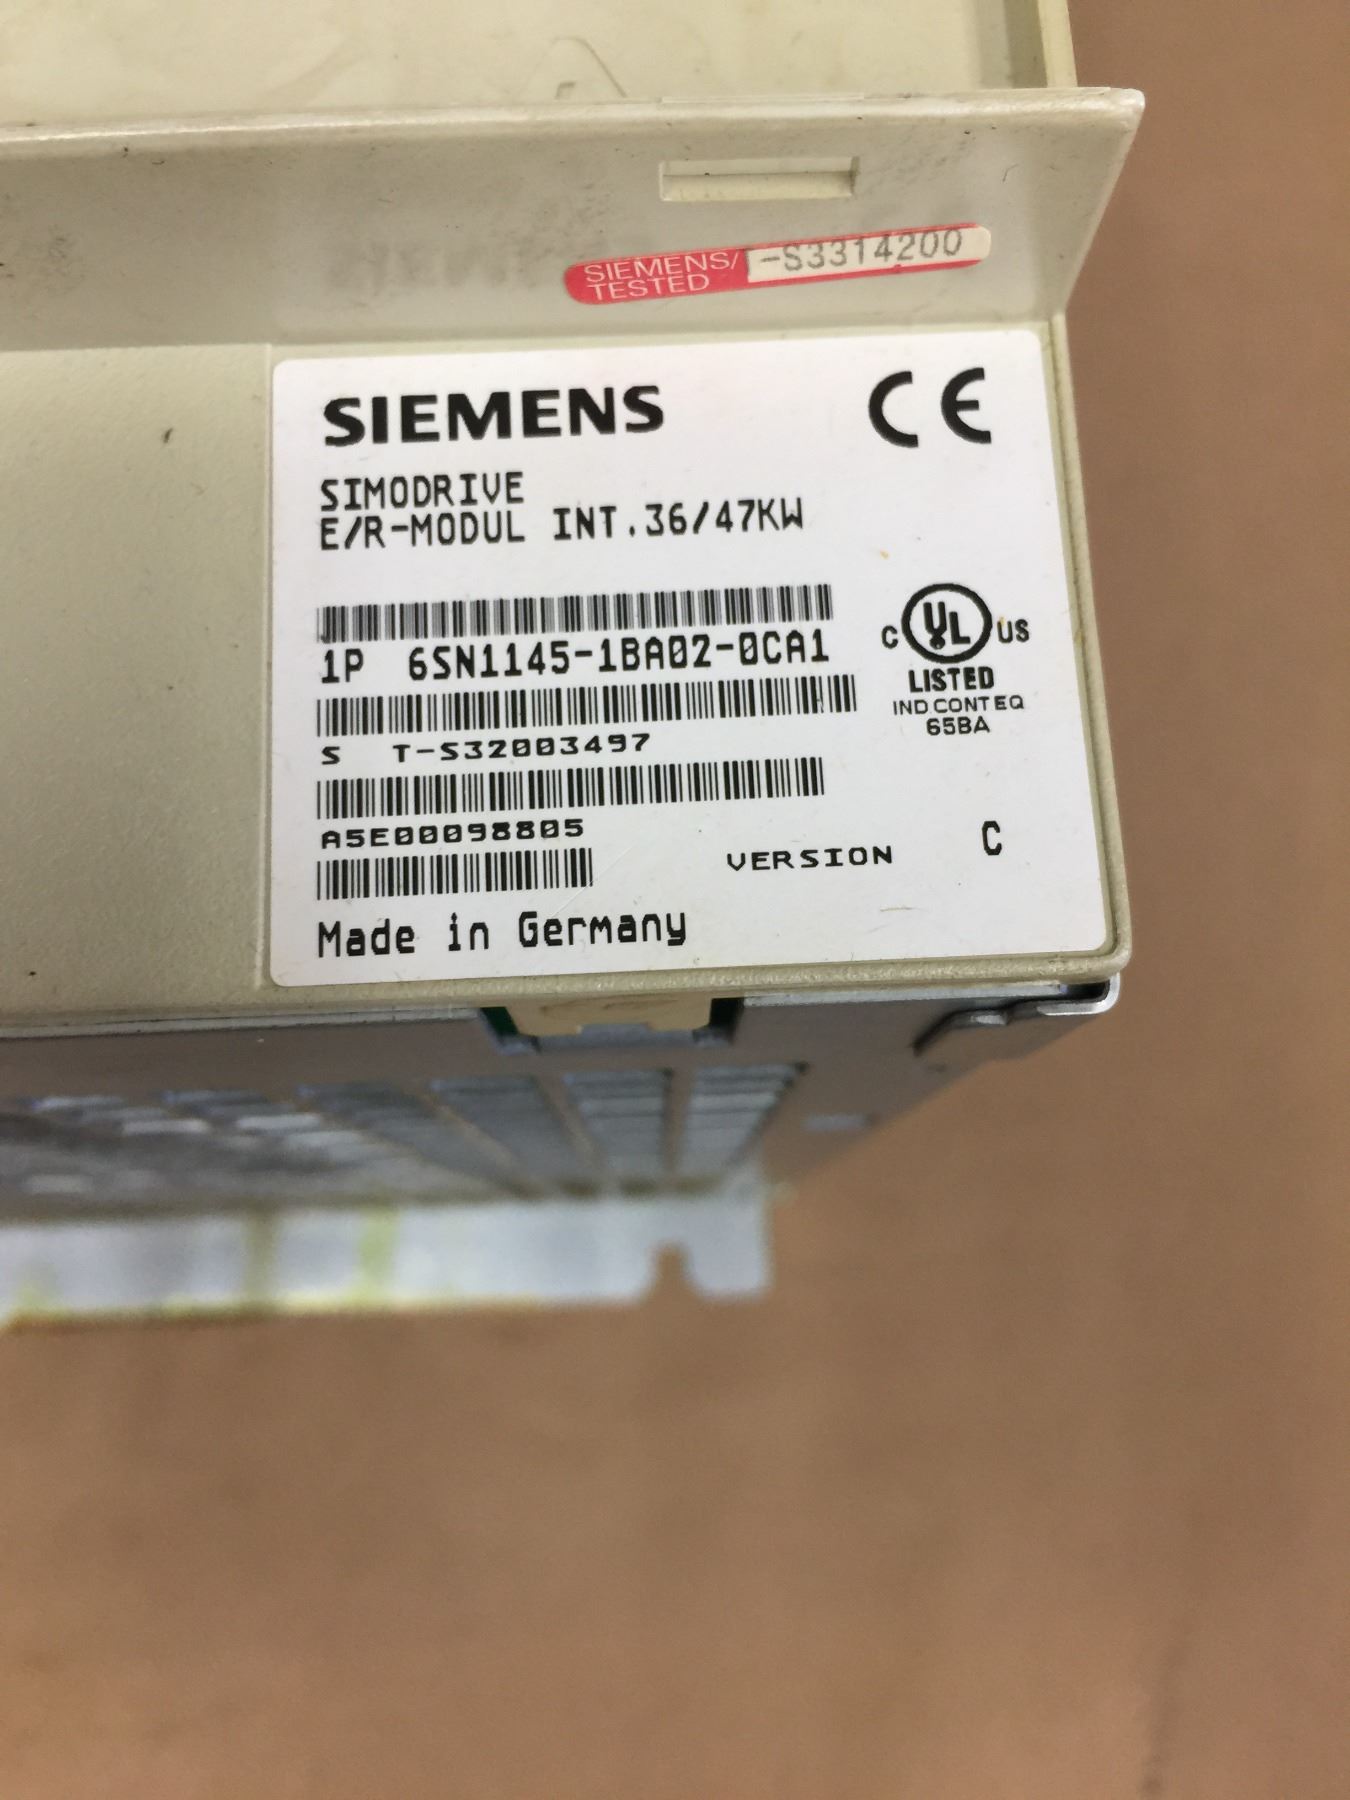 SIEMENS/ -S3314200
TESTED
SIEMENS CE
SIMODRIVE
E/R-MODUL INT.36/47KW
1P 6SN1145-1BA02-0CA1
C UL US
LISTED
IND.CONT EQ
65BA
S T-S32003497
A5E00098805
VERSION C
Made in Germany